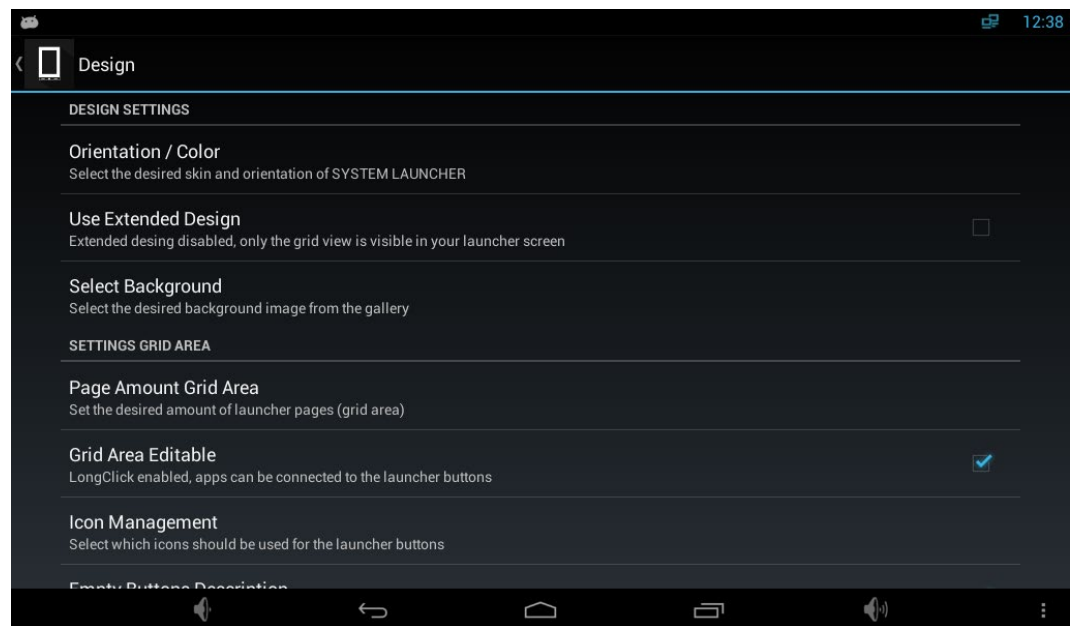 12:38
Design
DESIGN SETTINGS
Orientation / Color
Select the desired skin and orientation of SYSTEM LAUNCHER
Use Extended Design
Extended desing disabled, only the grid view is visible in your launcher screen
Select Background
Select the desired background image from the gallery
SETTINGS GRID AREA
Page Amount Grid Area
Set the desired amount of launcher pages (grid area)
Grid Area Editable
LongClick enabled, apps can be connected to the launcher buttons
Icon Management
Select which icons should be used for the launcher buttons
Empty Buttons Description